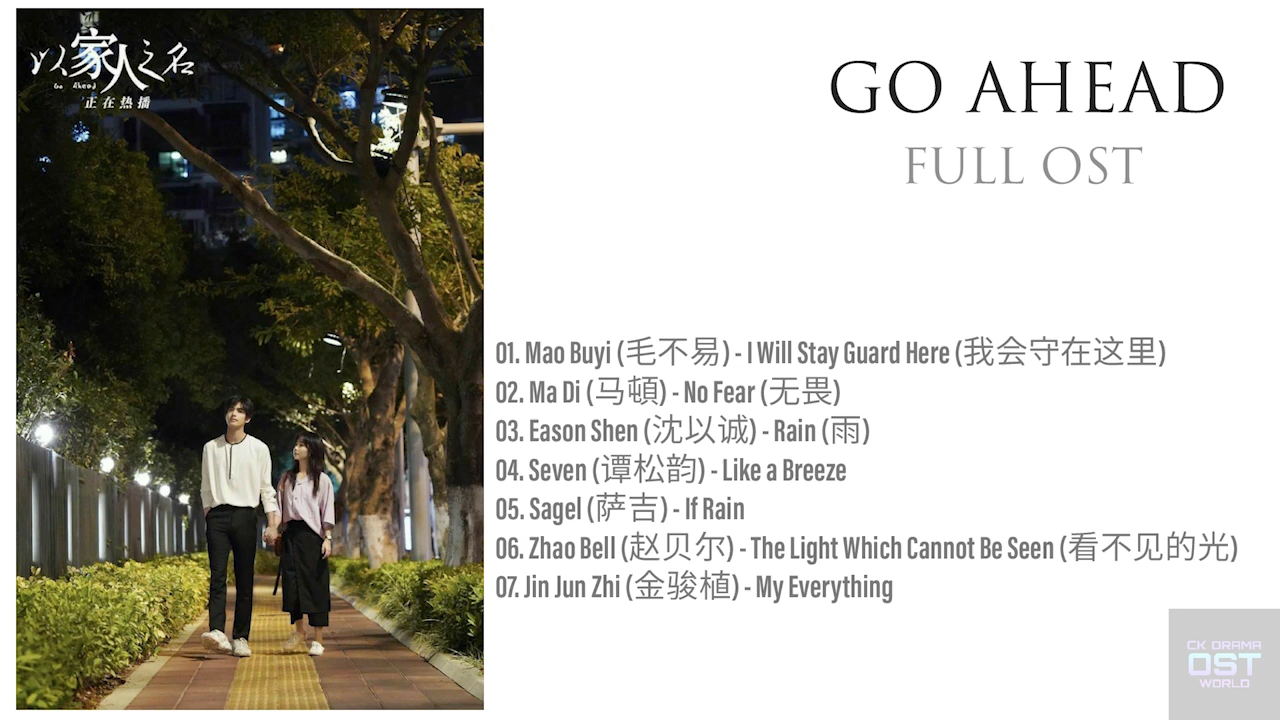 以家人之名
Go Ahead
正在热播
GO AHEAD
FULL OST
01. Mao Buyi (毛不易) - I Will Stay Guard Here (我会守在这里)
02. Ma Di (马頔) - No Fear (无畏)
03. Eason Shen (沈以诚) - Rain (雨)
04. Seven (谭松韵) - Like a Breeze
05. Sagel (萨吉) - If Rain
06. Zhao Bell (赵贝尔) - The Light Which Cannot Be Seen (看不见的光)
07. Jin Jun Zhi (金骏植) - My Everything
CK DRAMA
OST
WORLD